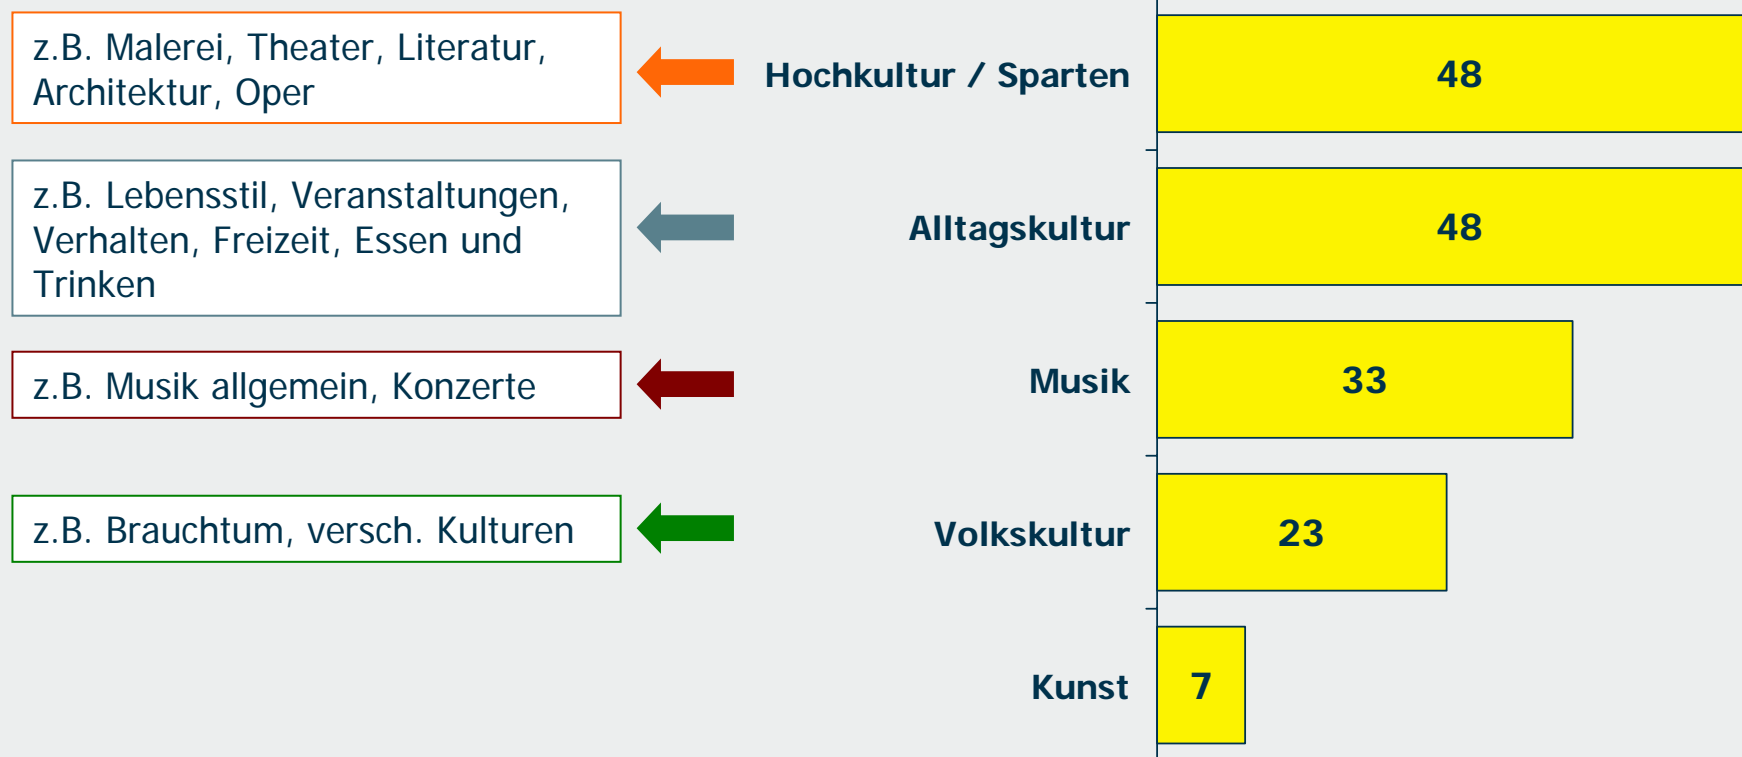 z.B. Malerei, Theater, Literatur,
Architektur, Oper
Hochkultur / Sparten
48
z.B. Lebensstil, Veranstaltungen,
Verhalten, Freizeit, Essen und
Trinken
Alltagskultur
48
z.B. Musik allgemein, Konzerte
Musik
33
z.B. Brauchtum, versch. Kulturen
Volkskultur
23
Kunst
7